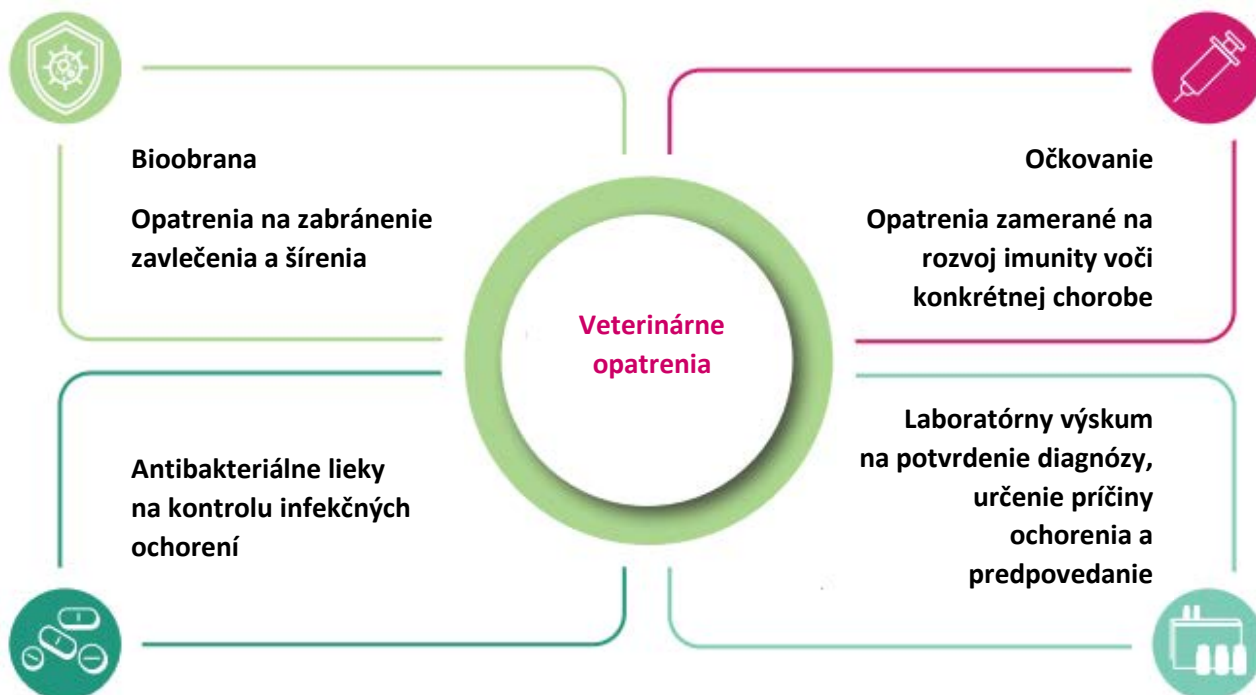 Bioobrana
Opatrenia na zabránenie
zavlečenia a šírenia
Očkovanie
Opatrenia zamerané na
rozvoj imunity voči
konkrétnej chorobe
Veterinárne
opatrenia
Antibakteriálne lieky
na kontrolu infekčných
ochorení
Laboratórny výskum
na potvrdenie diagnózy,
určenie príčiny
ochorenia a
predpovedanie